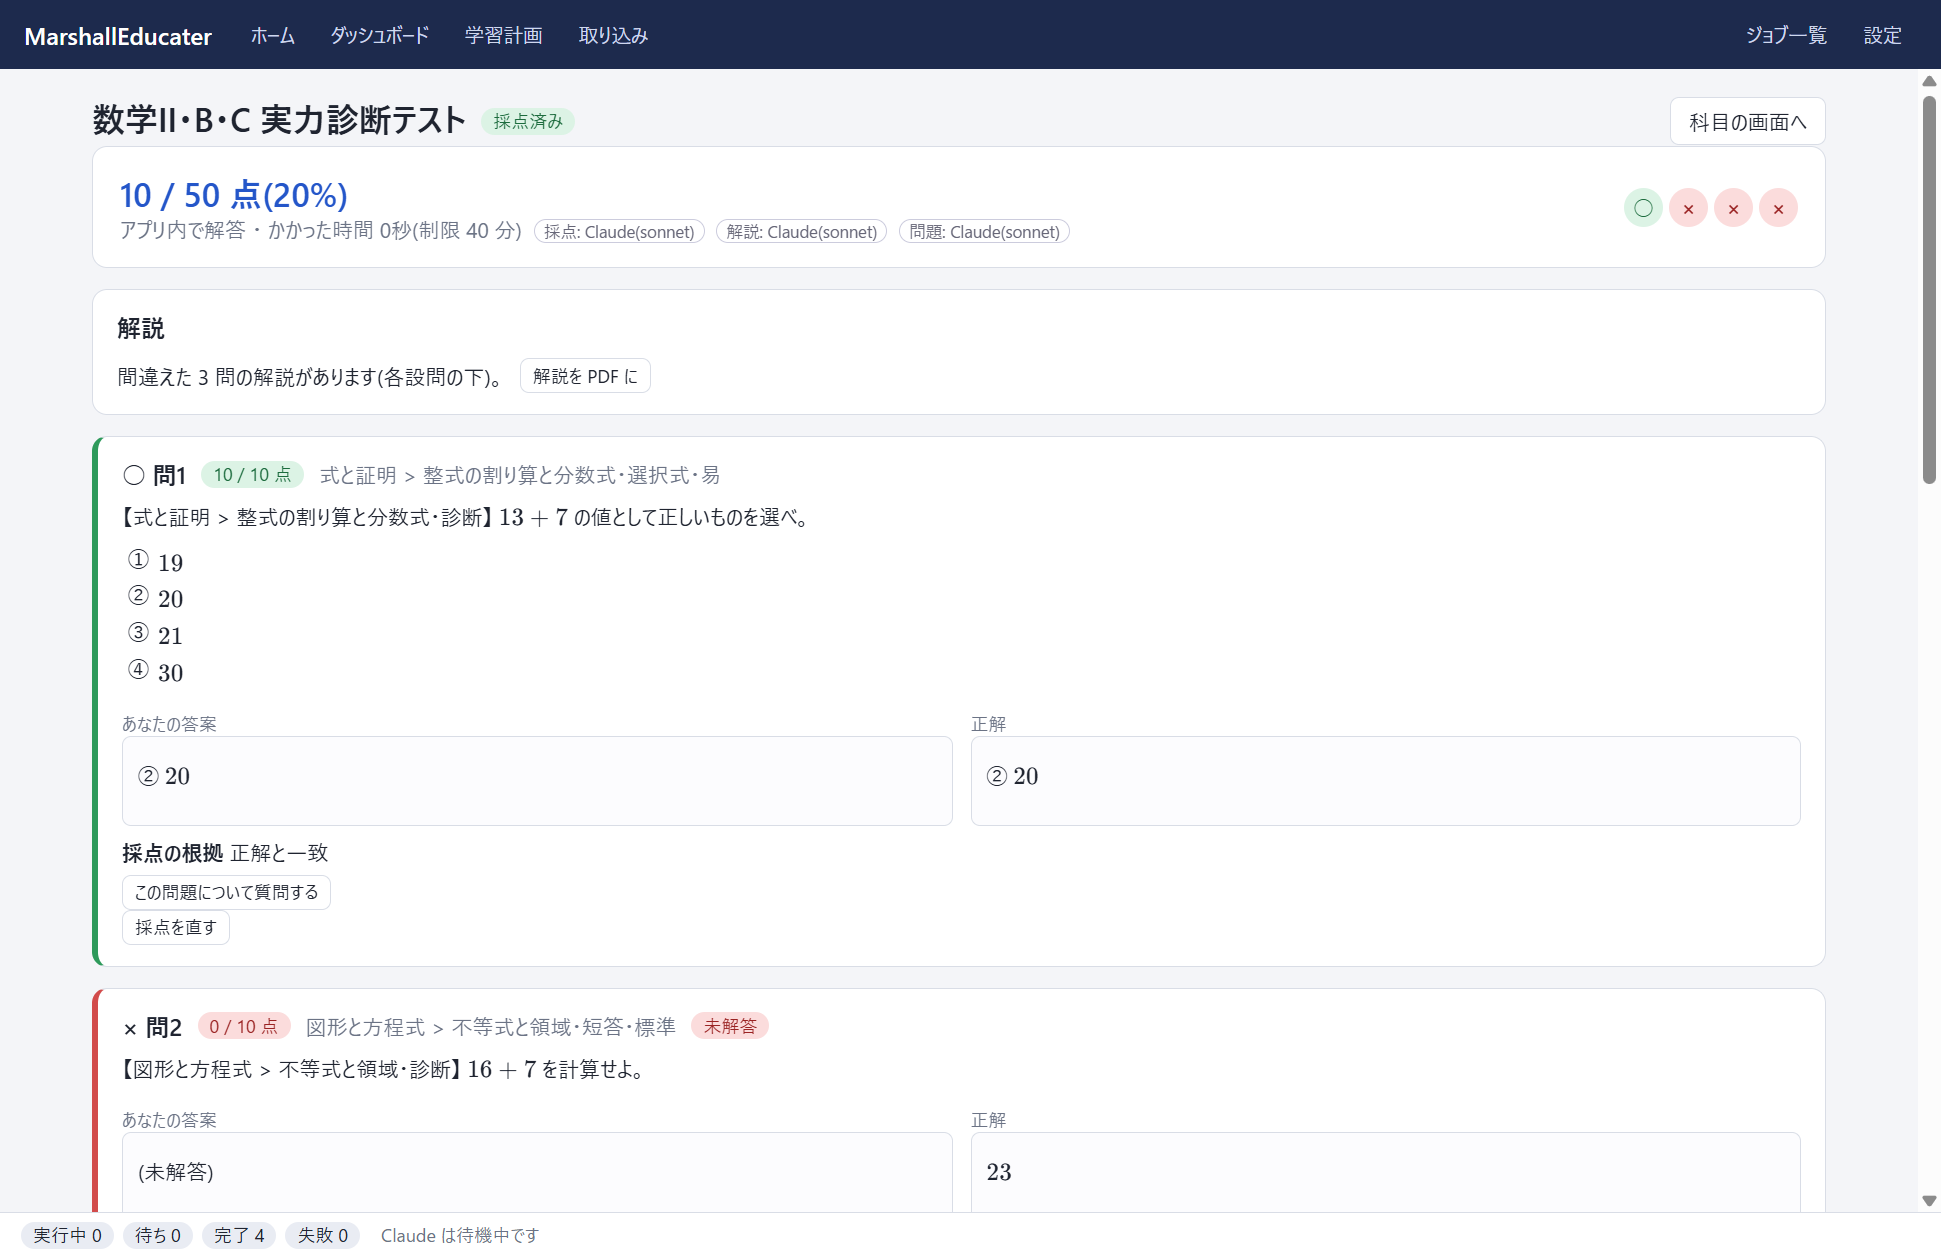 MarshallEducater ホーム ダッシュボード 学習計画 取り込み ジョブ一覧 設定
数学II・B・C 実力診断テスト 採点済み 科目の画面へ
10 / 50 点(20%)
アプリ内で解答・かかった時間 0秒(制限 40 分) 採点: Claude(sonnet) 解説: Claude(sonnet) 問題: Claude(sonnet) ○ × × ×
解説
間違えた 3 問の解説があります(各設問の下)。 解説を PDF に
○ 問1 10 / 10 点 式と証明 > 整式の割り算と分数式・選択式・易
【式と証明 > 整式の割り算と分数式・診断】 13 + 7 の値として正しいものを選べ。
① 19
② 20
③ 21
④ 30
あなたの答案 正解
② 20 ② 20
採点の根拠 正解と一致
この問題について質問する
採点を直す
× 問2 0 / 10 点 図形と方程式 > 不等式と領域・短答・標準 未解答
【図形と方程式 > 不等式と領域・診断】 16 + 7 を計算せよ。
あなたの答案 正解
(未解答) 23
実行中 0 待ち 0 完了 4 失敗 0 Claude は待機中です